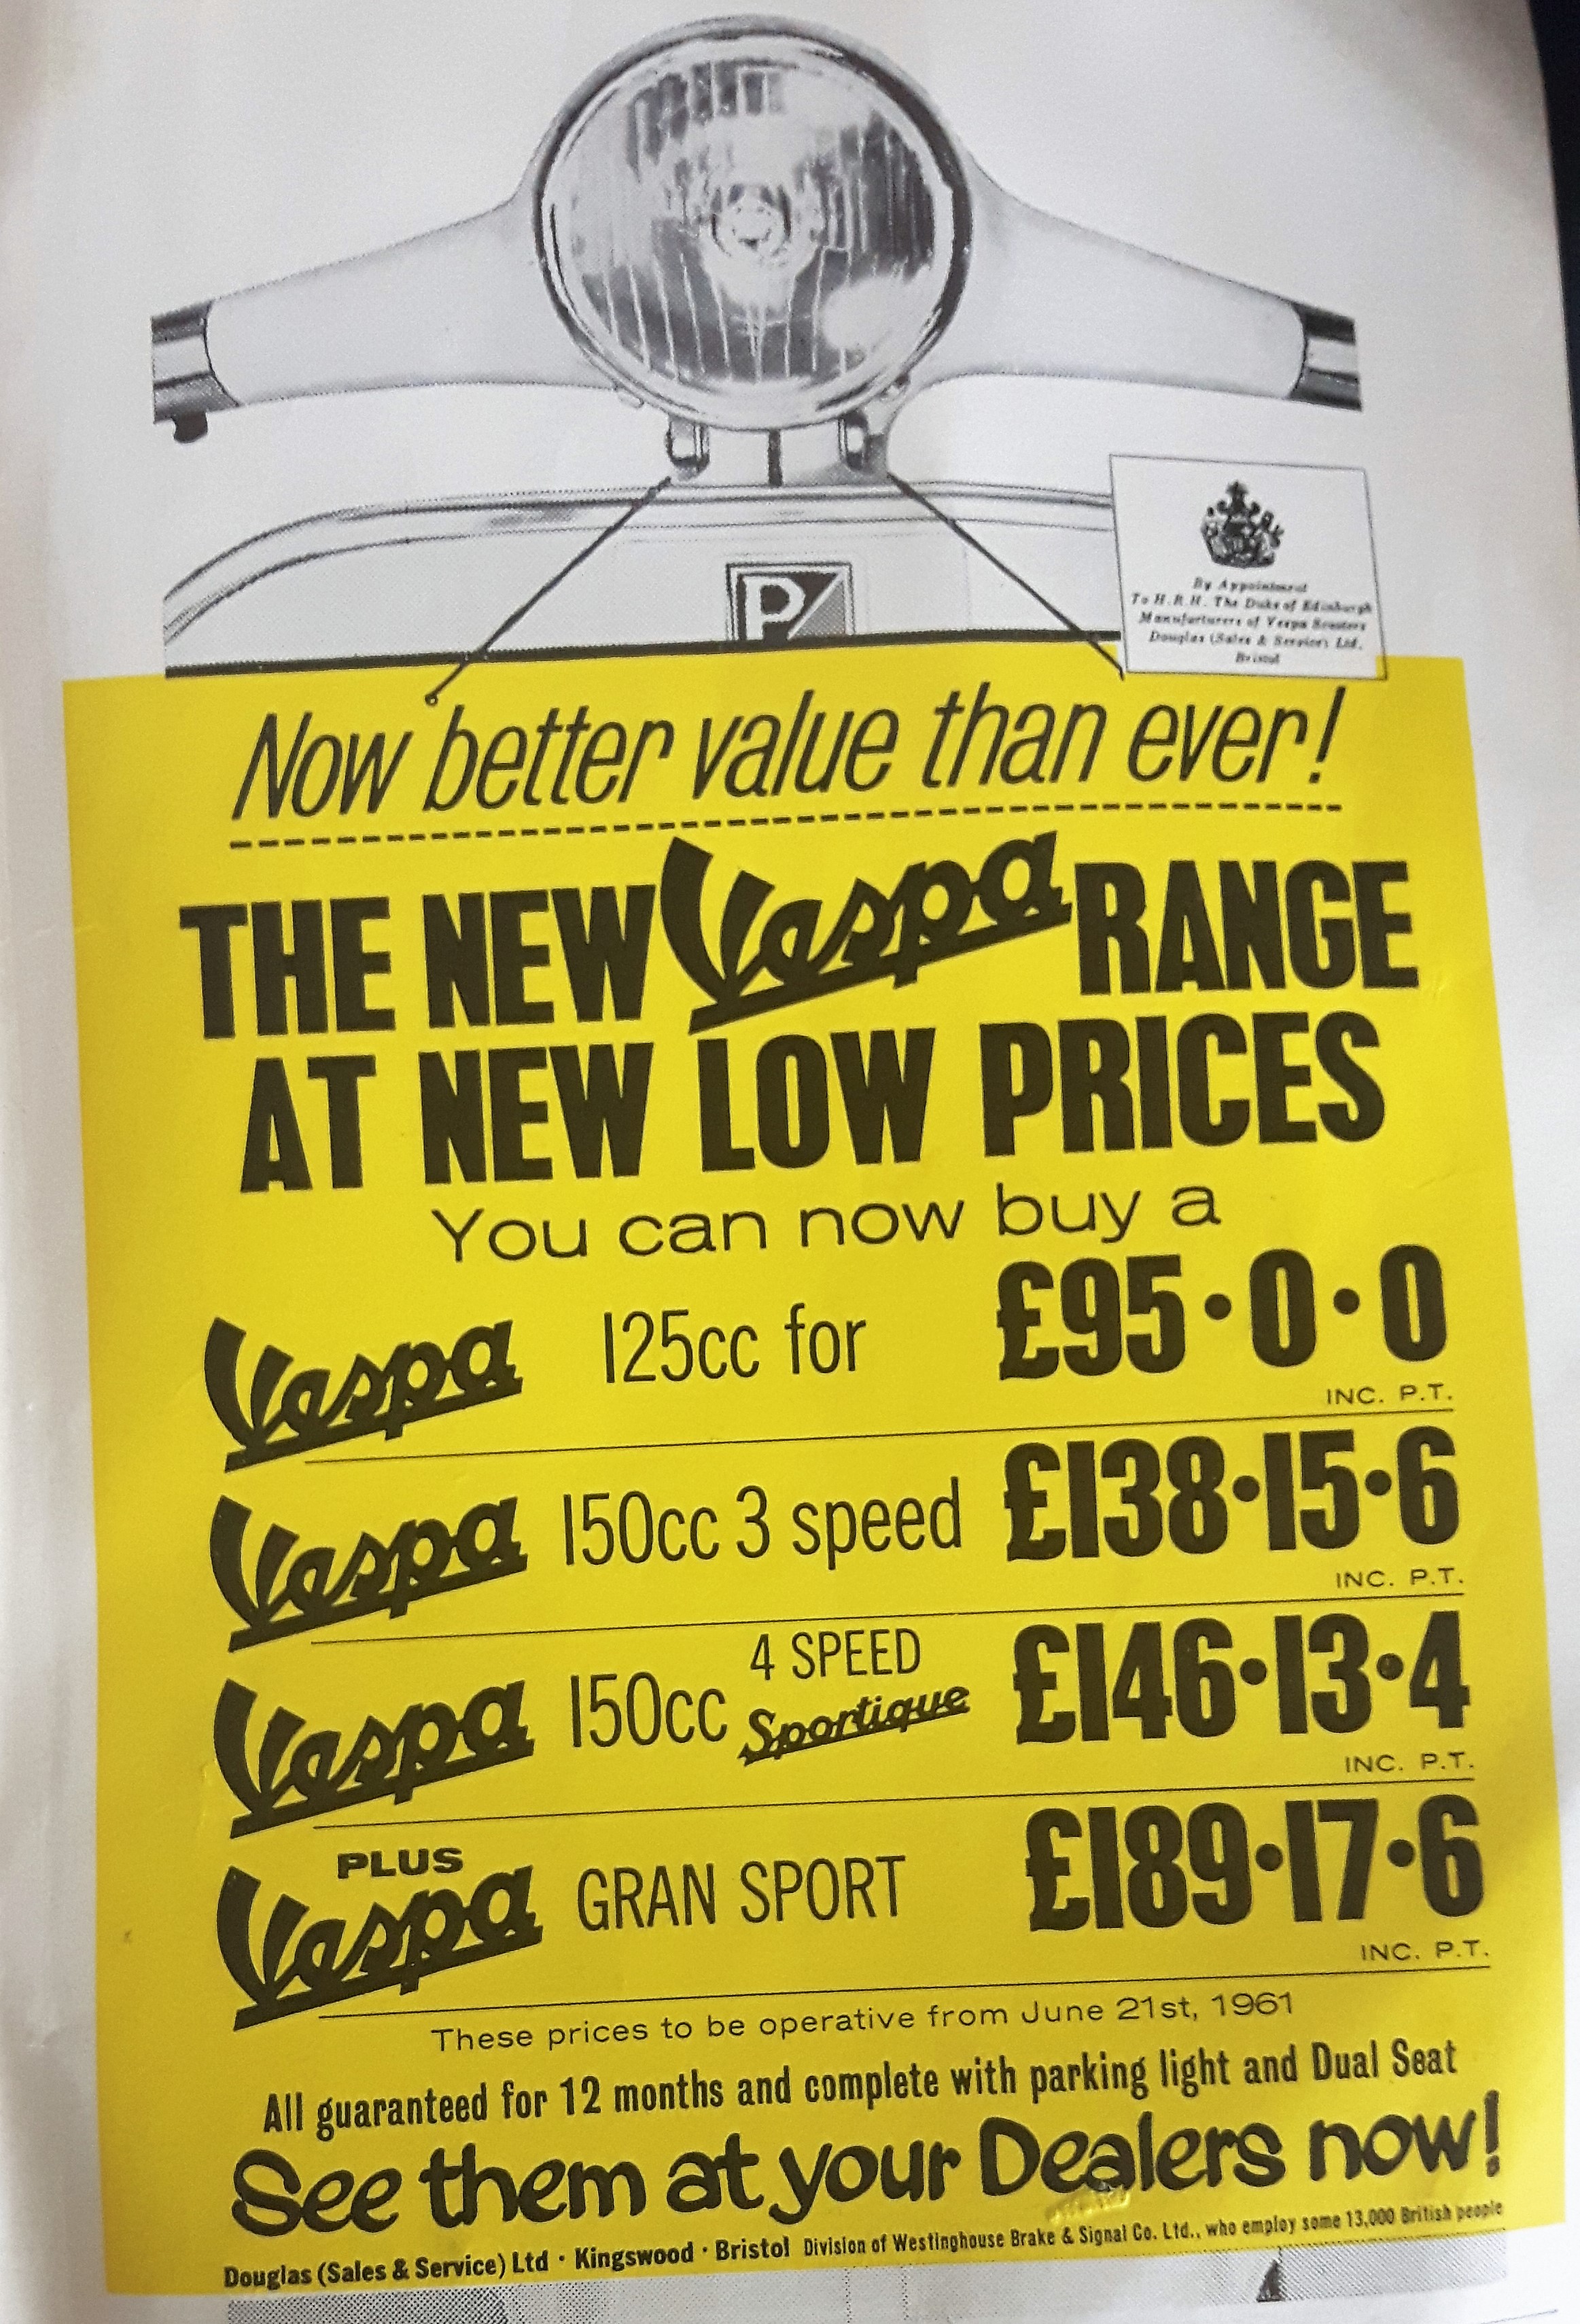 P
By Appointment
To H.R.H. The Duke of Edinburgh
Manufacturers of Vespa Scooters
Douglas (Sales & Service) Ltd.
Bristol
Now better value than ever!
THE NEW Vespa RANGE
AT NEW LOW PRICES
You can now buy a
Vespa 125cc for £95·0·0
INC. P.T.
Vespa 150cc 3 speed £138·15·6
INC. P.T.
Vespa 150cc 4 SPEED Sportique £146·13·4
INC. P.T.
PLUS
Vespa GRAN SPORT £189·17·6
INC. P.T.
These prices to be operative from June 21st, 1961
All guaranteed for 12 months and complete with parking light and Dual Seat
See them at your Dealers now!
Douglas (Sales & Service) Ltd · Kingswood · Bristol Division of Westinghouse Brake & Signal Co. Ltd., who employ some 13,000 British people